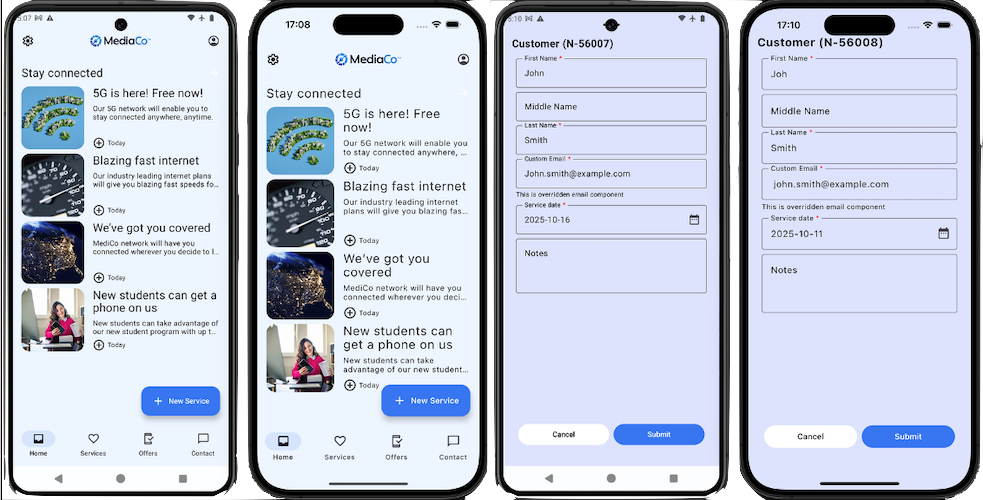 5:07
MediaCo
Stay connected
5G is here! Free now!
Our 5G network will enable you to
stay connected anywhere, anytime.
Today
Blazing fast internet
Our industry leading internet plans
will give you blazing fast speeds fo...
Today
We've got you covered
MediCo network will have you
connected wherever you decide to l...
Today
New students can get a
phone on us
New students can take advantage of
our new student program with up t...
Today
+ New Service
Home
Services
Offers
Contact
17:08
MediaCo
Stay connected
5G is here! Free
now!
Our 5G network will enable you to
stay connected anywhere, ...
Today
Blazing fast internet
Our industry leading internet
plans will give you blazing fas...
Today
We've got you
covered
MediCo network will have you
connected wherever you deci...
Today
New students can
get a phone on us
New students can take
advantage of our new student...
Today
+ New Service
Home
Services
Offers
Contact
5:10
Customer (N-56007)
First Name *
John
Middle Name
Last Name *
Smith
Custom Email *
John.smith@example.com
This is overridden email component
Service date *
2025-10-16
Notes
Cancel
Submit
17:10
Customer (N-56008)
First Name *
Joh
Middle Name
Last Name *
Smith
Custom Email *
john.smith@example.com
This is overridden email component
Service date *
2025-10-11
Notes
Cancel
Submit